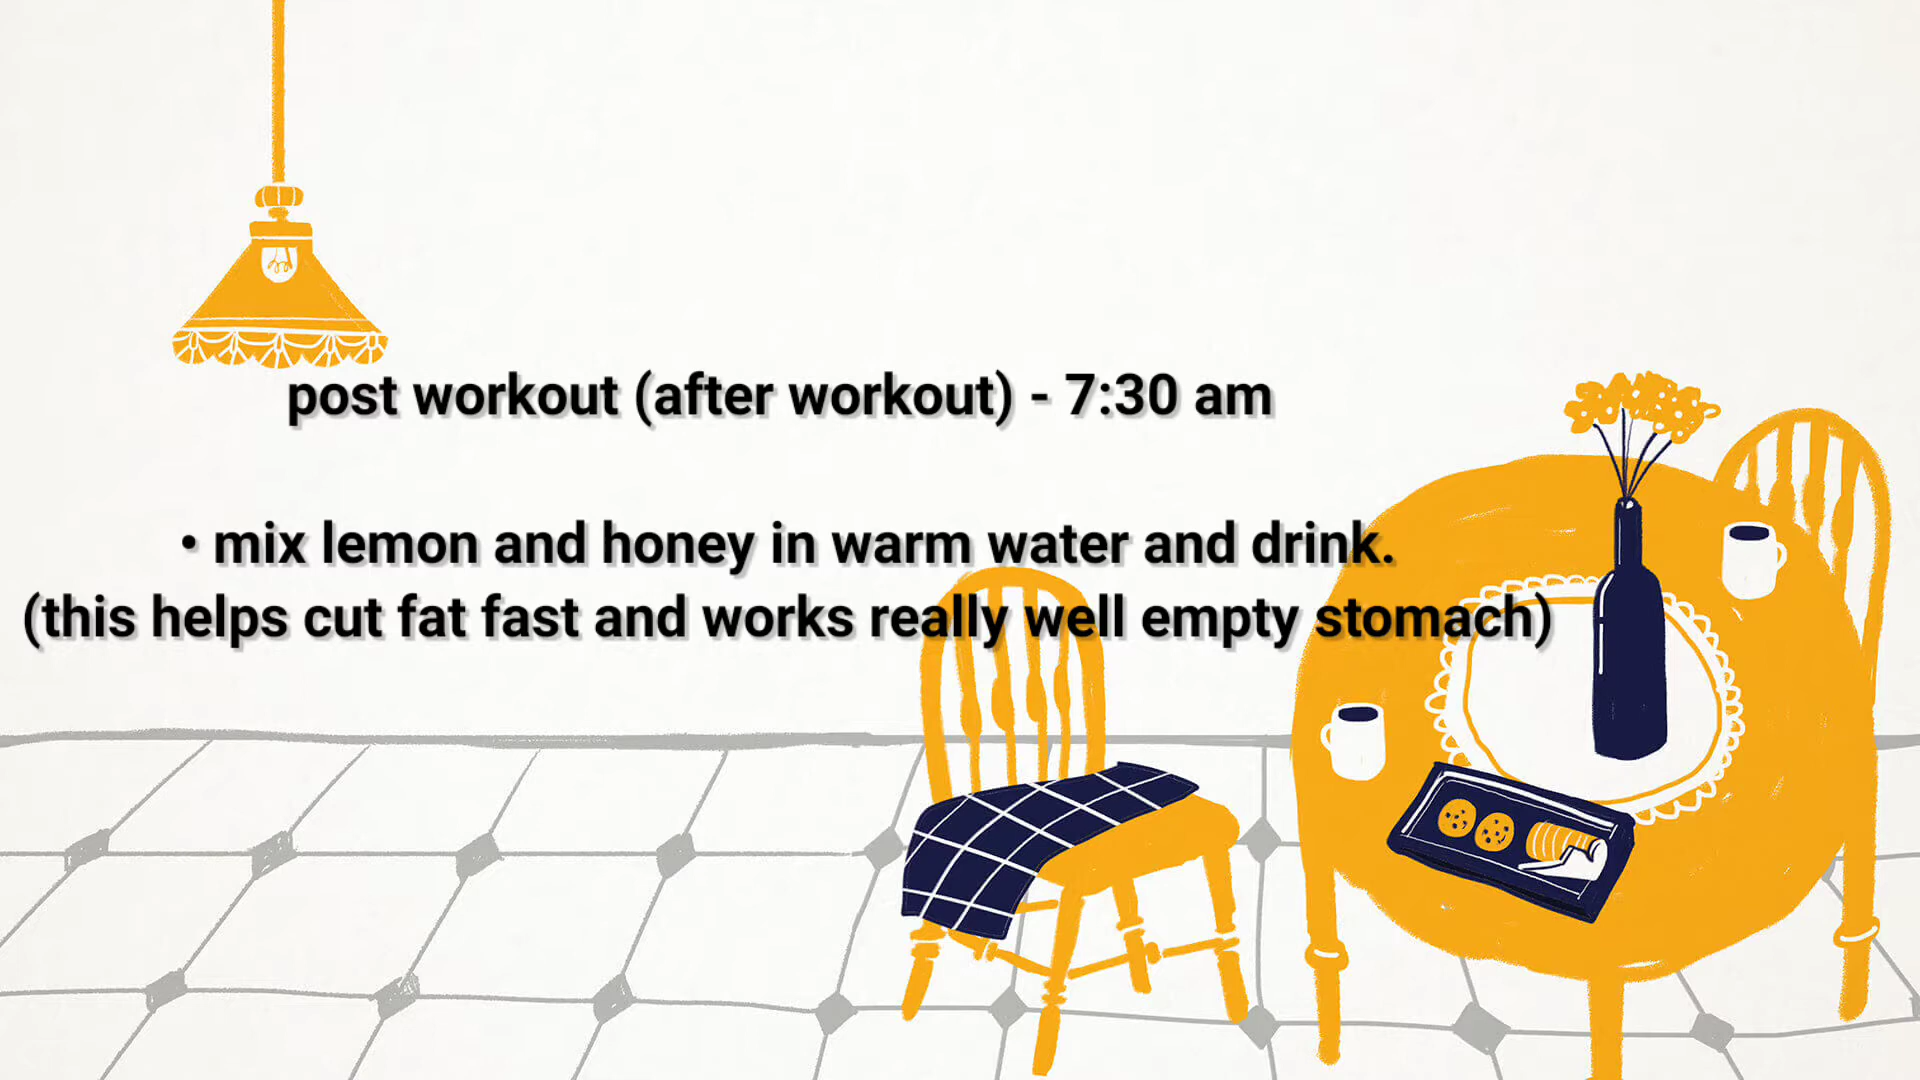 post workout (after workout) - 7:30 am
• mix lemon and honey in warm water and drink.
(this helps cut fat fast and works really well empty stomach)